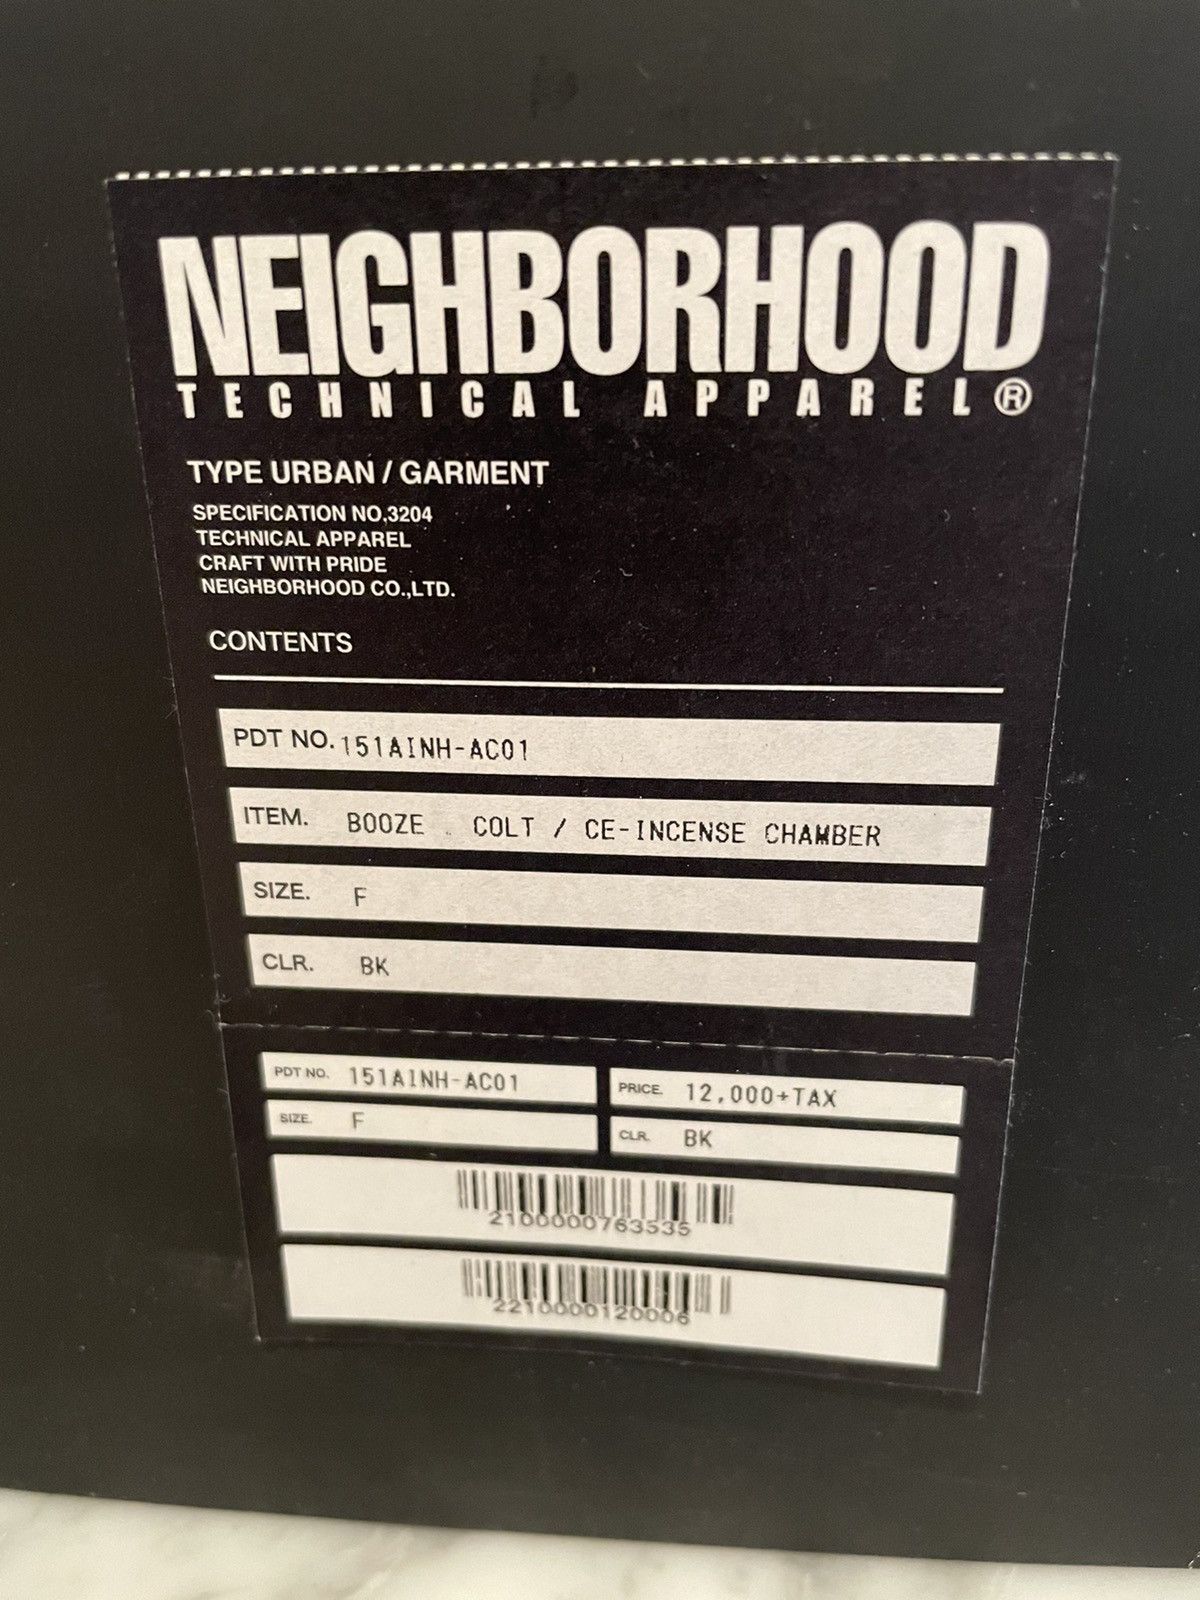 NEIGHBORHOOD
TECHNICAL APPAREL®
TYPE URBAN / GARMENT
SPECIFICATION NO,3204
TECHNICAL APPAREL
CRAFT WITH PRIDE
NEIGHBORHOOD CO.,LTD.
CONTENTS
PDT NO. 151AINH-AC01
ITEM. BOOZE . COLT / CE-INCENSE CHAMBER
SIZE. F
CLR. BK
PDT NO. 151AINH-AC01 PRICE. 12,000+TAX
SIZE. F CLR. BK
2100000763535
2210000120006